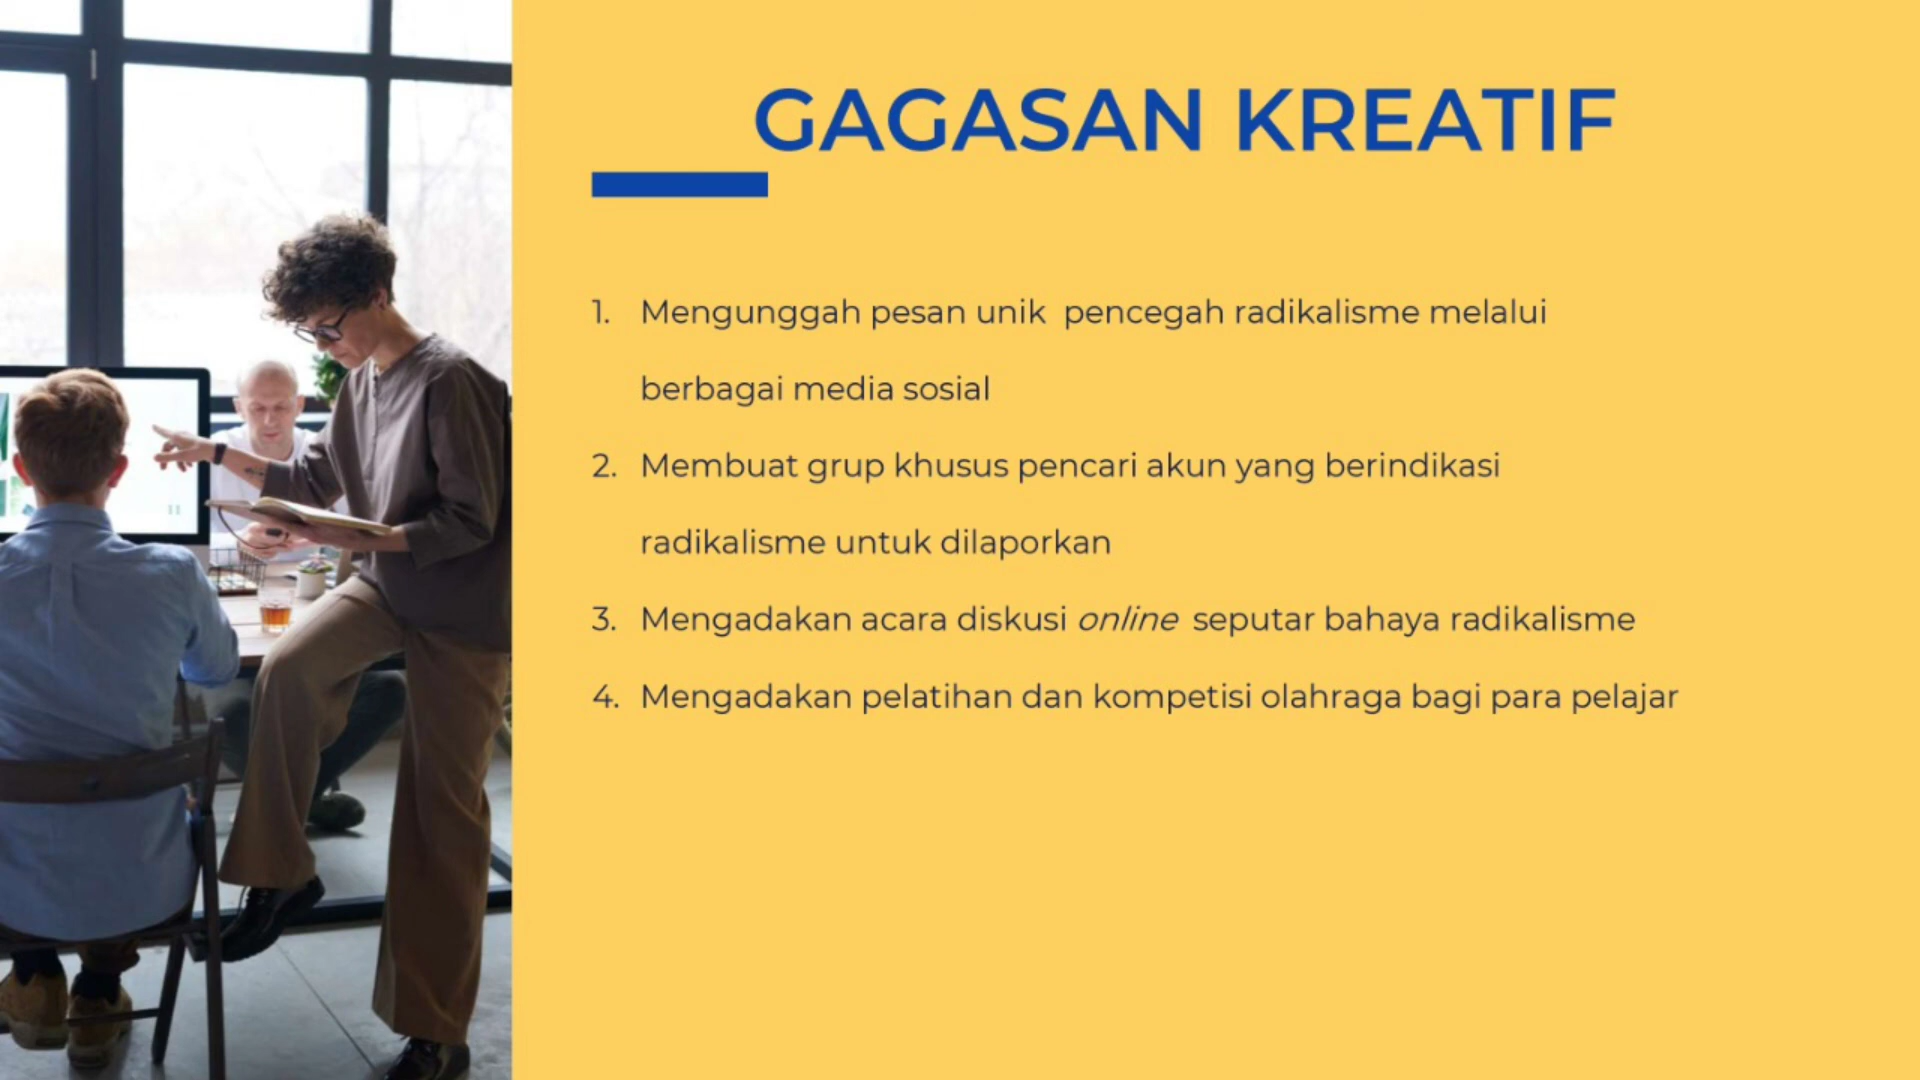 GAGASAN KREATIF
1. Mengunggah pesan unik pencegah radikalisme melalui
berbagai media sosial
2. Membuat grup khusus pencari akun yang berindikasi
radikalisme untuk dilaporkan
3. Mengadakan acara diskusi online seputar bahaya radikalisme
4. Mengadakan pelatihan dan kompetisi olahraga bagi para pelajar